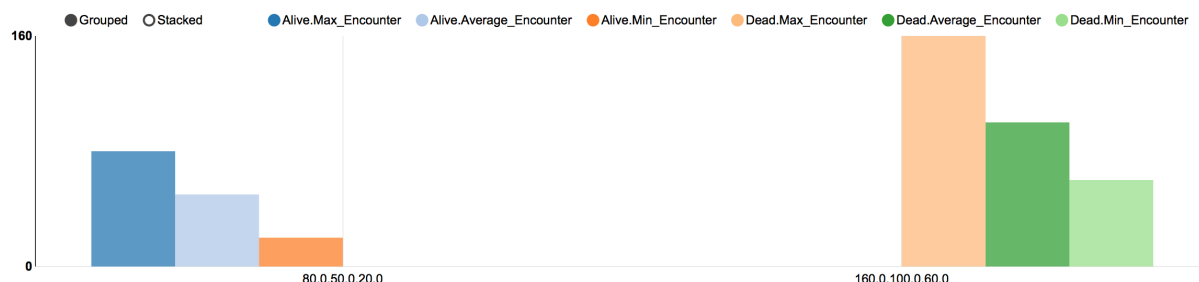 Grouped Stacked Alive.Max_Encounter Alive.Average_Encounter Alive.Min_Encounter Dead.Max_Encounter Dead.Average_Encounter Dead.Min_Encounter
160
0
80.0,50.0,20.0 160.0,100.0,60.0